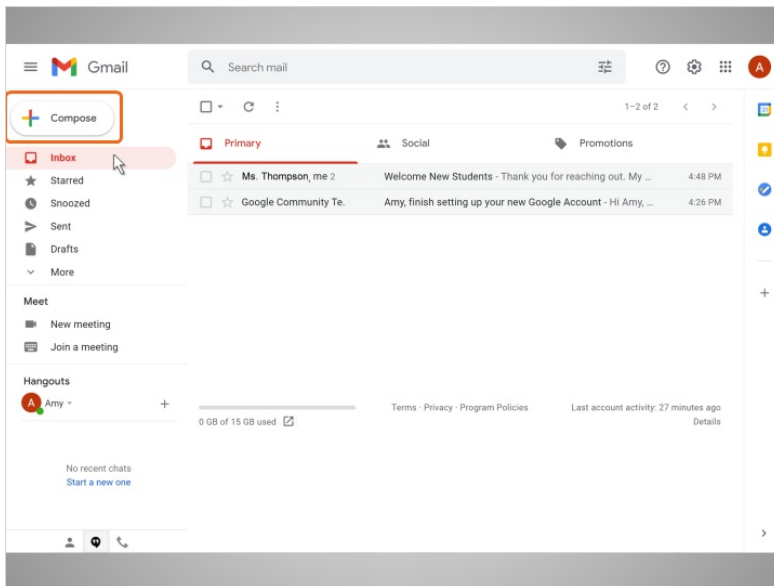 Gmail
Search mail
A
Compose
1–2 of 2
Primary
Social
Promotions
Inbox
Ms. Thompson, me 2 Welcome New Students - Thank you for reaching out. My ... 4:48 PM
Starred
Google Community Te. Amy, finish setting up your new Google Account - Hi Amy, ... 4:26 PM
Snoozed
Sent
Drafts
More
Meet
New meeting
Join a meeting
Hangouts
A Amy
0 GB of 15 GB used
Terms · Privacy · Program Policies
Last account activity: 27 minutes ago
Details
No recent chats
Start a new one